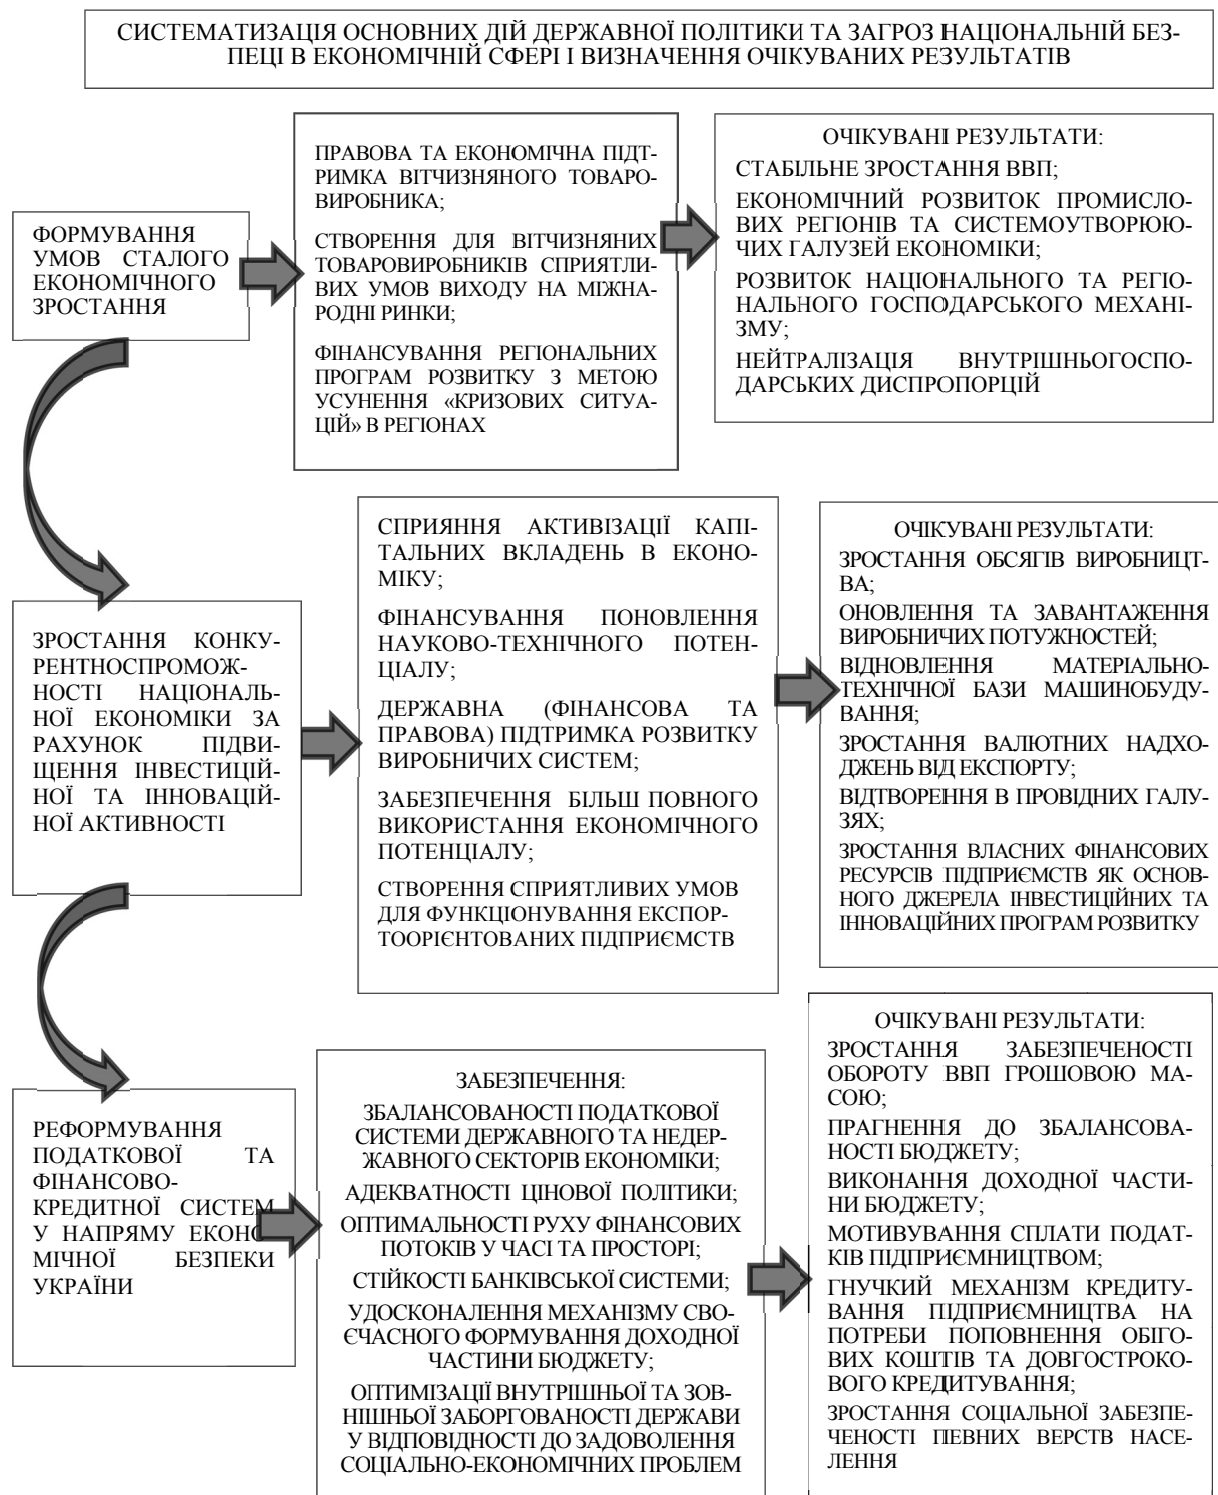 СИСТЕМАТИЗАЦІЯ ОСНОВНИХ ДІЙ ДЕРЖАВНОЇ ПОЛІТИКИ ТА ЗАГРОЗ НАЦІОНАЛЬНІЙ БЕЗ-
ПЕЦІ В ЕКОНОМІЧНІЙ СФЕРІ І ВИЗНАЧЕННЯ ОЧІКУВАНИХ РЕЗУЛЬТАТІВ
ФОРМУВАННЯ
УМОВ СТАЛОГО
ЕКОНОМІЧНОГО
ЗРОСТАННЯ
ПРАВОВА ТА ЕКОНОМІЧНА ПІДТ-
РИМКА ВІТЧИЗНЯНОГО ТОВАРО-
ВИРОБНИКА;
СТВОРЕННЯ ДЛЯ ВІТЧИЗНЯНИХ
ТОВАРОВИРОБНИКІВ СПРИЯТЛИ-
ВИХ УМОВ ВИХОДУ НА МІЖНА-
РОДНІ РИНКИ;
ФІНАНСУВАННЯ РЕГІОНАЛЬНИХ
ПРОГРАМ РОЗВИТКУ З МЕТОЮ
УСУНЕННЯ «КРИЗОВИХ СИТУА-
ЦІЙ» В РЕГІОНАХ
ОЧІКУВАНІ РЕЗУЛЬТАТИ:
СТАБІЛЬНЕ ЗРОСТАННЯ ВВП;
ЕКОНОМІЧНИЙ РОЗВИТОК ПРОМИСЛО-
ВИХ РЕГІОНІВ ТА СИСТЕМОУТВОРЮЮ-
ЧИХ ГАЛУЗЕЙ ЕКОНОМІКИ;
РОЗВИТОК НАЦІОНАЛЬНОГО ТА РЕГІО-
НАЛЬНОГО ГОСПОДАРСЬКОГО МЕХАНІ-
ЗМУ;
НЕЙТРАЛІЗАЦІЯ ВНУТРІШНЬОГОСПО-
ДАРСЬКИХ ДИСПРОПОРЦІЙ
ЗРОСТАННЯ КОНКУ-
РЕНТНОСПРОМОЖ-
НОСТІ НАЦІОНАЛЬ-
НОЇ ЕКОНОМІКИ ЗА
РАХУНОК ПІДВИ-
ЩЕННЯ ІНВЕСТИЦІЙ-
НОЇ ТА ІННОВАЦІЙ-
НОЇ АКТИВНОСТІ
СПРИЯННЯ АКТИВІЗАЦІЇ КАПІ-
ТАЛЬНИХ ВКЛАДЕНЬ В ЕКОНО-
МІКУ;
ФІНАНСУВАННЯ ПОНОВЛЕННЯ
НАУКОВО-ТЕХНІЧНОГО ПОТЕН-
ЦІАЛУ;
ДЕРЖАВНА (ФІНАНСОВА ТА
ПРАВОВА) ПІДТРИМКА РОЗВИТКУ
ВИРОБНИЧИХ СИСТЕМ;
ЗАБЕЗПЕЧЕННЯ БІЛЬШ ПОВНОГО
ВИКОРИСТАННЯ ЕКОНОМІЧНОГО
ПОТЕНЦІАЛУ;
СТВОРЕННЯ СПРИЯТЛИВИХ УМОВ
ДЛЯ ФУНКЦІОНУВАННЯ ЕКСПОР-
ТООРІЄНТОВАНИХ ПІДПРИЄМСТВ
ОЧІКУВАНІ РЕЗУЛЬТАТИ:
ЗРОСТАННЯ ОБСЯГІВ ВИРОБНИЦТ-
ВА;
ОНОВЛЕННЯ ТА ЗАВАНТАЖЕННЯ
ВИРОБНИЧИХ ПОТУЖНОСТЕЙ;
ВІДНОВЛЕННЯ МАТЕРІАЛЬНО-
ТЕХНІЧНОЇ БАЗИ МАШИНОБУДУ-
ВАННЯ;
ЗРОСТАННЯ ВАЛЮТНИХ НАДХО-
ДЖЕНЬ ВІД ЕКСПОРТУ;
ВІДТВОРЕННЯ В ПРОВІДНИХ ГАЛУ-
ЗЯХ;
ЗРОСТАННЯ ВЛАСНИХ ФІНАНСОВИХ
РЕСУРСІВ ПІДПРИЄМСТВ ЯК ОСНОВ-
НОГО ДЖЕРЕЛА ІНВЕСТИЦІЙНИХ ТА
ІННОВАЦІЙНИХ ПРОГРАМ РОЗВИТКУ
РЕФОРМУВАННЯ
ПОДАТКОВОЇ ТА
ФІНАНСОВО-
КРЕДИТНОЇ СИСТЕМ
У НАПРЯМУ ЕКОНО
МІЧНОЇ БЕЗПЕКИ
УКРАЇНИ
ЗАБЕЗПЕЧЕННЯ:
ЗБАЛАНСОВАНОСТІ ПОДАТКОВОЇ
СИСТЕМИ ДЕРЖАВНОГО ТА НЕДЕР-
ЖАВНОГО СЕКТОРІВ ЕКОНОМІКИ;
АДЕКВАТНОСТІ ЦІНОВОЇ ПОЛІТИКИ;
ОПТИМАЛЬНОСТІ РУХУ ФІНАНСОВИХ
ПОТОКІВ У ЧАСІ ТА ПРОСТОРІ;
СТІЙКОСТІ БАНКІВСЬКОЇ СИСТЕМИ;
УДОСКОНАЛЕННЯ МЕХАНІЗМУ СВО-
ЄЧАСНОГО ФОРМУВАННЯ ДОХОДНОЇ
ЧАСТИНИ БЮДЖЕТУ;
ОПТИМІЗАЦІЇ ВНУТРІШНЬОЇ ТА ЗОВ-
НІШНЬОЇ ЗАБОРГОВАНОСТІ ДЕРЖАВИ
У ВІДПОВІДНОСТІ ДО ЗАДОВОЛЕННЯ
СОЦІАЛЬНО-ЕКОНОМІЧНИХ ПРОБЛЕМ
ОЧІКУВАНІ РЕЗУЛЬТАТИ:
ЗРОСТАННЯ ЗАБЕЗПЕЧЕНОСТІ
ОБОРОТУ ВВП ГРОШОВОЮ МА-
СОЮ;
ПРАГНЕННЯ ДО ЗБАЛАНСОВА-
НОСТІ БЮДЖЕТУ;
ВИКОНАННЯ ДОХОДНОЇ ЧАСТИ-
НИ БЮДЖЕТУ;
МОТИВУВАННЯ СПЛАТИ ПОДАТ-
КІВ ПІДПРИЄМНИЦТВОМ;
ГНУЧКИЙ МЕХАНІЗМ КРЕДИТУ-
ВАННЯ ПІДПРИЄМНИЦТВА НА
ПОТРЕБИ ПОПОВНЕННЯ ОБІГО-
ВИХ КОШТІВ ТА ДОВГОСТРОКО-
ВОГО КРЕДИТУВАННЯ;
ЗРОСТАННЯ СОЦІАЛЬНОЇ ЗАБЕЗПЕ-
ЧЕНОСТІ ПЕВНИХ ВЕРСТВ НАСЕ-
ЛЕННЯ